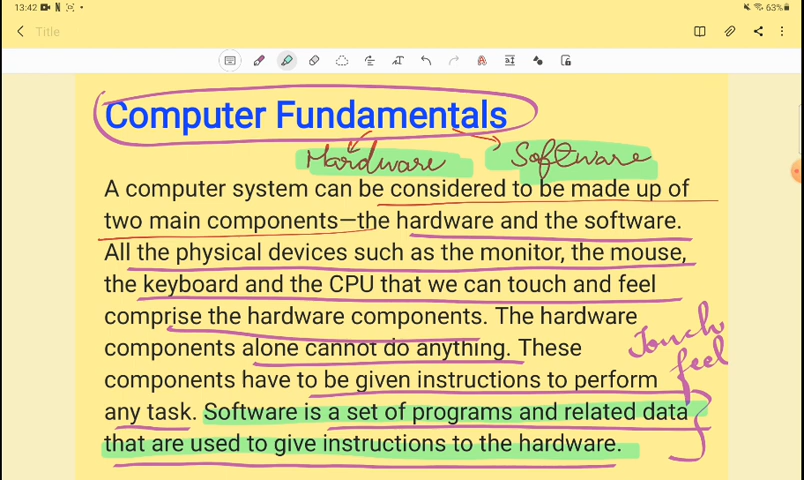 13:42 63%
Title
Computer Fundamentals
Hardware Software
A computer system can be considered to be made up of
two main components—the hardware and the software.
All the physical devices such as the monitor, the mouse,
the keyboard and the CPU that we can touch and feel
comprise the hardware components. The hardware
components alone cannot do anything. These
components have to be given instructions to perform
any task. Software is a set of programs and related data
that are used to give instructions to the hardware.
Touch
feel